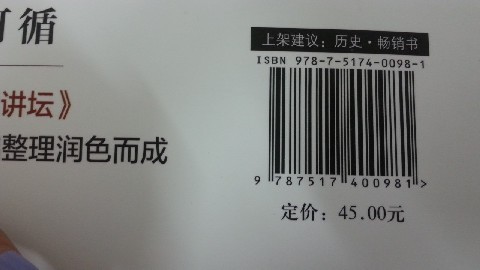 可循
讲坛》
整理润色而成
上架建议：历史·畅销书
ISBN 978-7-5174-0098-1
9 787517 400981 >
定价：45.00元